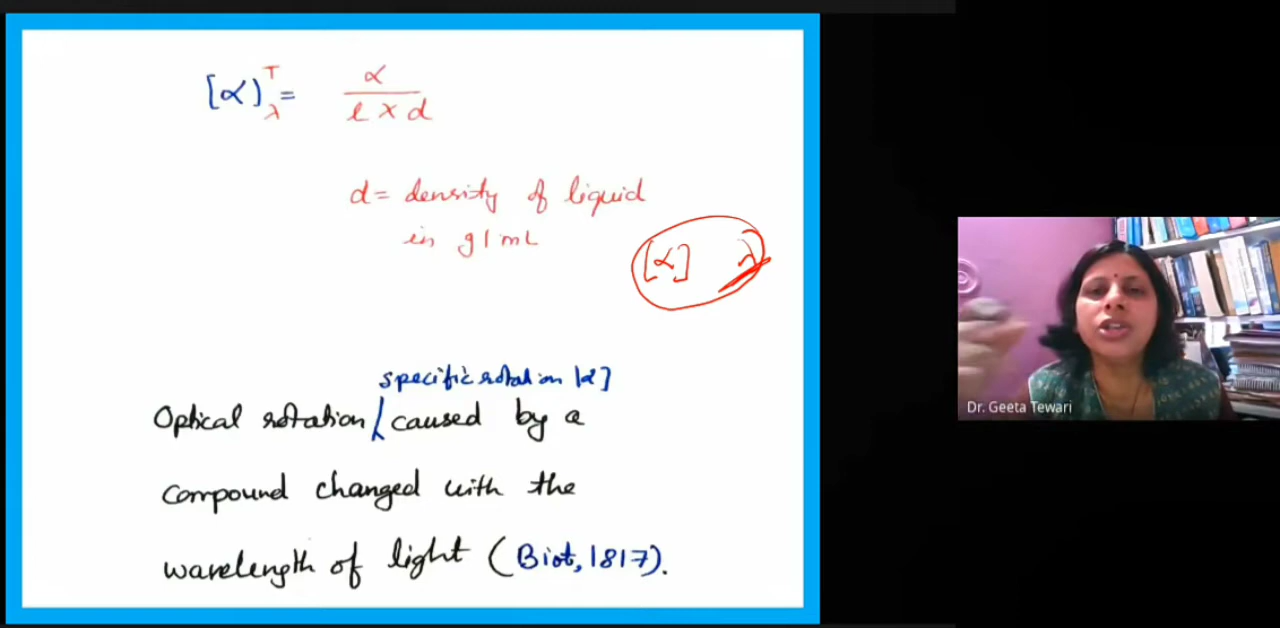 [α]ᵀλ = α / l × d
d = density of liquid
in g/mL
[α] λ
specific rotation [α]
Optical rotation / caused by a
compound changed with the
wavelength of light (Biot, 1817).
Dr. Geeta Tewari